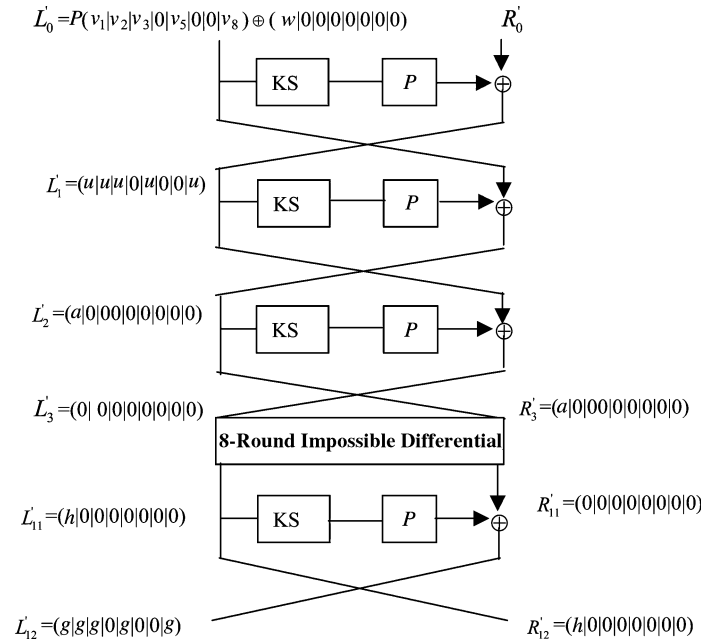 L'₀=P(v₁|v₂|v₃|0|v₅|0|0|v₈)⊕( w|0|0|0|0|0|0|0) R'₀
KS P ⊕
L'₁=(u|u|u|0|u|0|0|u)
KS P ⊕
L'₂=(a|0|00|0|0|0|0|0)
KS P ⊕
L'₃=(0| 0|0|0|0|0|0|0) R'₃=(a|0|00|0|0|0|0|0)
8-Round Impossible Differential
L'₁₁=(h|0|0|0|0|0|0|0) KS P ⊕ R'₁₁=(0|0|0|0|0|0|0|0)
L'₁₂=(g|g|g|0|g|0|0|g) R'₁₂=(h|0|0|0|0|0|0|0)